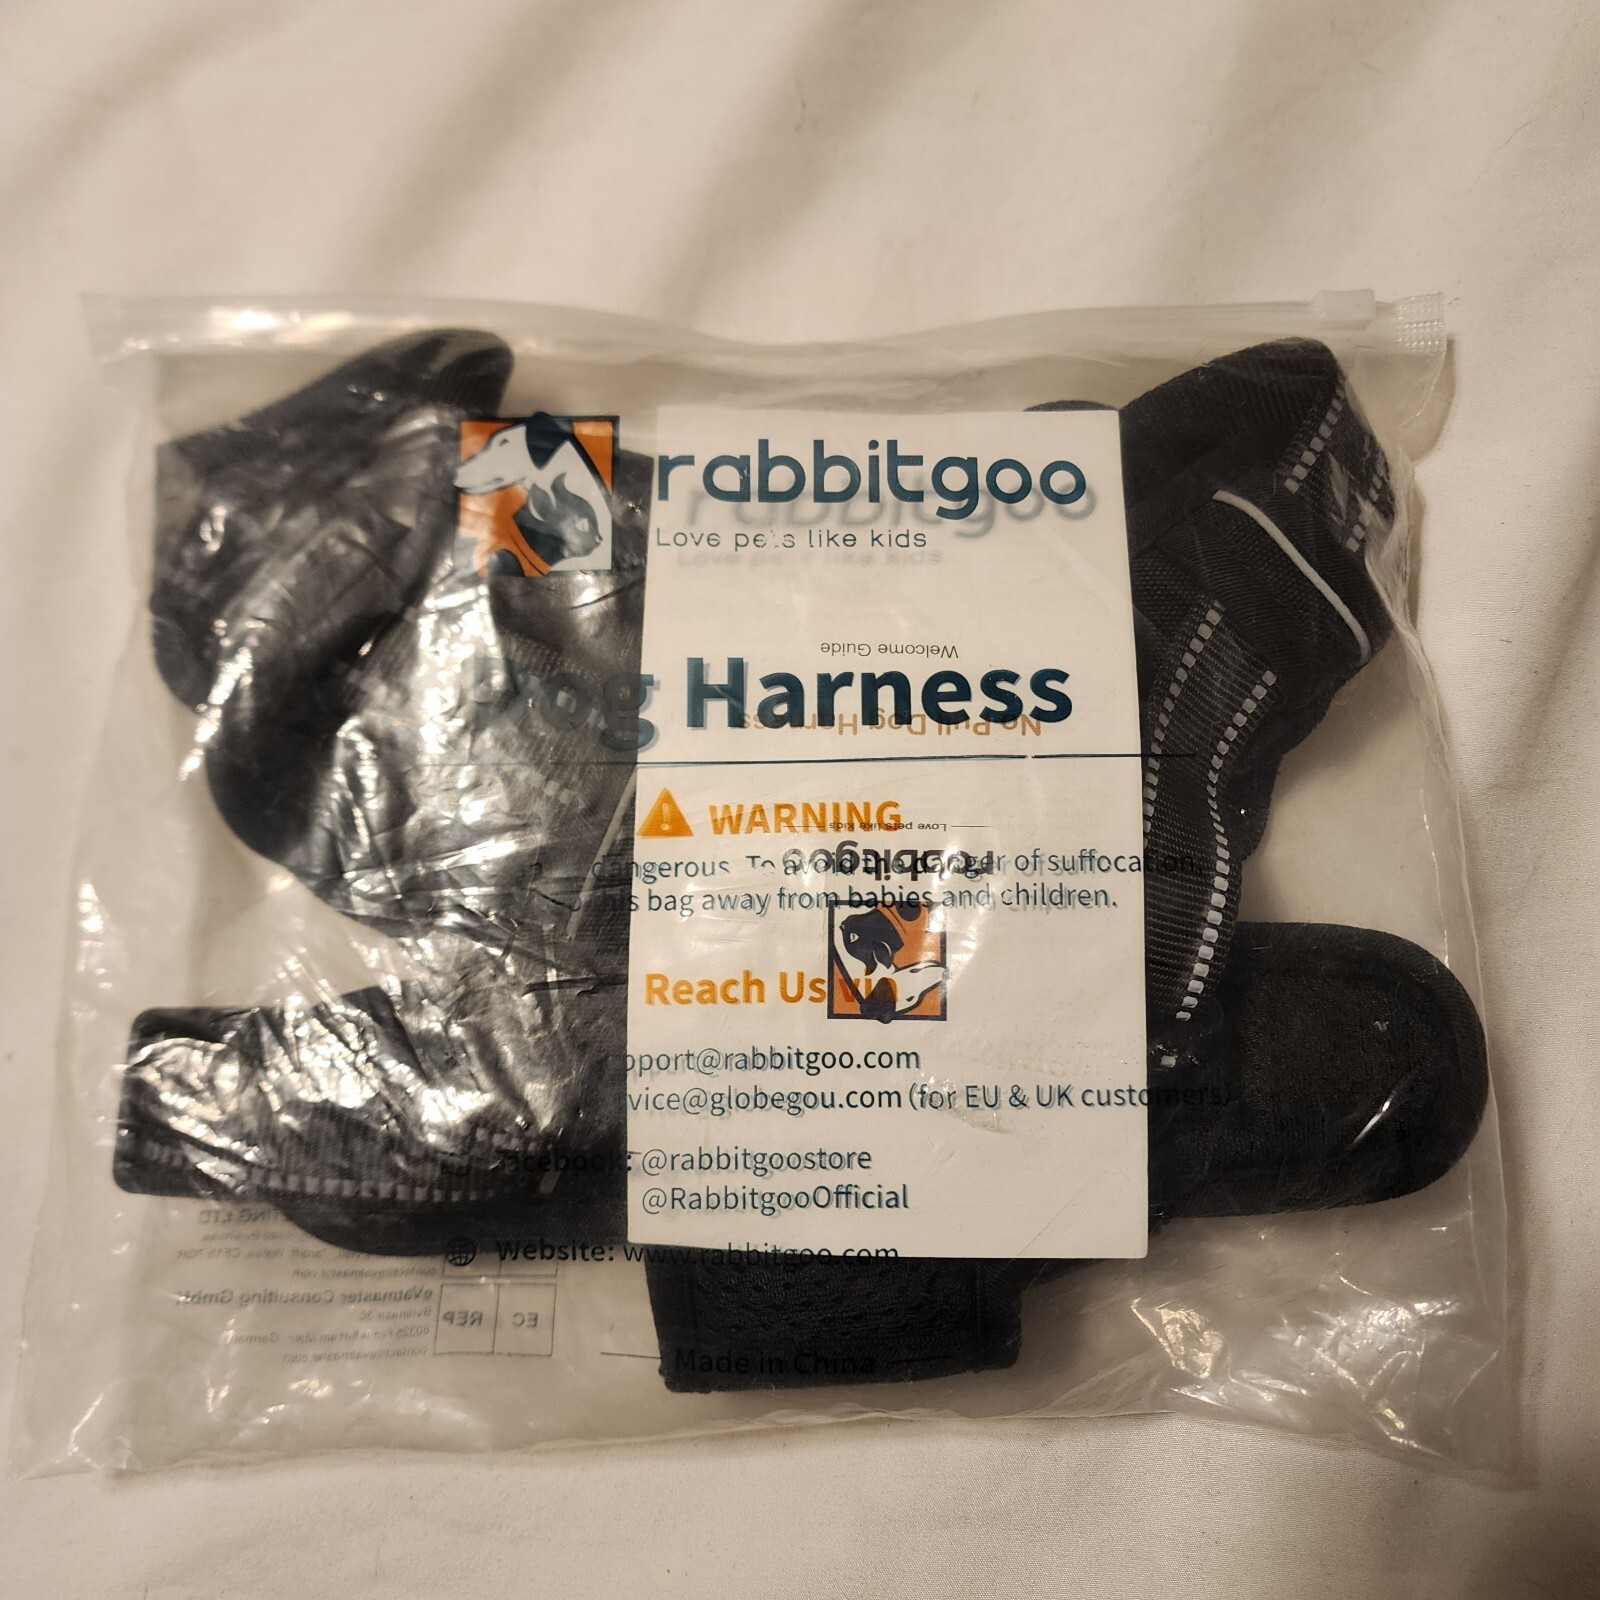 rabbitgoo
Love pets like kids
Welcome Guide
Dog Harness
No Pull Dog Harness
WARNING
Love pets like kids
rabbitgoo
dangerous. To avoid the danger of suffocation,
this bag away from babies and children.
Reach Us via
pport@rabbitgoo.com
vice@globegou.com (for EU & UK customers)
acebook: @rabbitgoostore
@RabbitgooOfficial
Website: www.rabbitgoo.com
eVatmaster Consulting GmbH
EC REP
Made in China